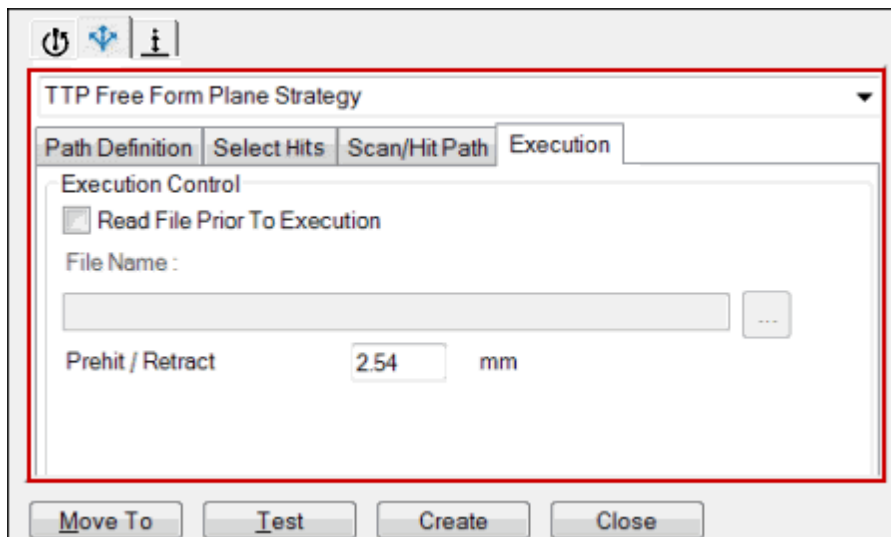 TTP Free Form Plane Strategy
Path Definition Select Hits Scan/Hit Path Execution
Execution Control
Read File Prior To Execution
File Name :
...
Prehit / Retract 2.54 mm
Move To Test Create Close